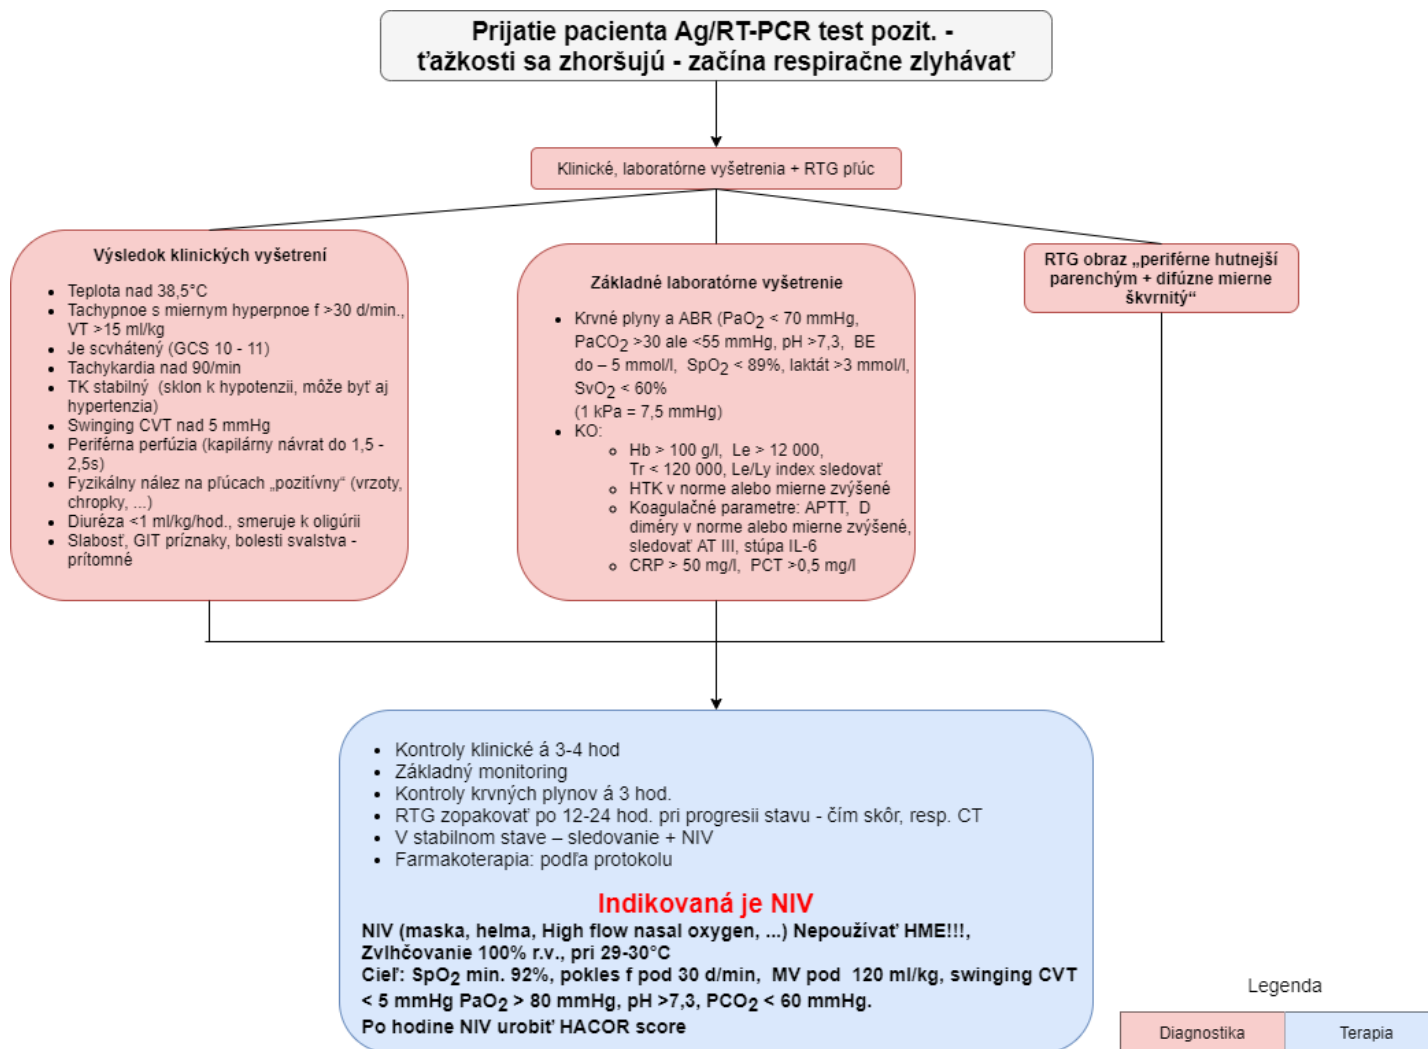 Prijatie pacienta Ag/RT-PCR test pozit. -
ťažkosti sa zhoršujú - začína respiračne zlyhávať
Klinické, laboratórne vyšetrenia + RTG pľúc
Výsledok klinických vyšetrení
• Teplota nad 38,5°C
• Tachypnoe s miernym hyperpnoe f >30 d/min.,
VT >15 ml/kg
• Je scvhátený (GCS 10 - 11)
• Tachykardia nad 90/min
• TK stabilný (sklon k hypotenzii, môže byť aj
hypertenzia)
• Swinging CVT nad 5 mmHg
• Periférna perfúzia (kapilárny návrat do 1,5 -
2,5s)
• Fyzikálny nález na pľúcach „pozitívny“ (vrzoty,
chropky, ...)
• Diuréza <1 ml/kg/hod., smeruje k oligúrii
• Slabosť, GIT príznaky, bolesti svalstva -
prítomné
Základné laboratórne vyšetrenie
• Krvné plyny a ABR (PaO₂ < 70 mmHg,
PaCO₂ >30 ale <55 mmHg, pH >7,3, BE
do – 5 mmol/l, SpO₂ < 89%, laktát >3 mmol/l,
SvO₂ < 60%
(1 kPa = 7,5 mmHg)
• KO:
◦ Hb > 100 g/l, Le > 12 000,
Tr < 120 000, Le/Ly index sledovať
◦ HTK v norme alebo mierne zvýšené
◦ Koagulačné parametre: APTT, D
diméry v norme alebo mierne zvýšené,
sledovať AT III, stúpa IL-6
◦ CRP > 50 mg/l, PCT >0,5 mg/l
RTG obraz „periférne hutnejší
parenchým + difúzne mierne
škvrnitý“
• Kontroly klinické á 3-4 hod
• Základný monitoring
• Kontroly krvných plynov á 3 hod.
• RTG zopakovať po 12-24 hod. pri progresii stavu - čím skôr, resp. CT
• V stabilnom stave – sledovanie + NIV
• Farmakoterapia: podľa protokolu
Indikovaná je NIV
NIV (maska, helma, High flow nasal oxygen, ...) Nepoužívať HME!!!,
Zvlhčovanie 100% r.v., pri 29-30°C
Cieľ: SpO₂ min. 92%, pokles f pod 30 d/min, MV pod 120 ml/kg, swinging CVT
< 5 mmHg PaO₂ > 80 mmHg, pH >7,3, PCO₂ < 60 mmHg.
Po hodine NIV urobiť HACOR score
Legenda
Diagnostika
Terapia